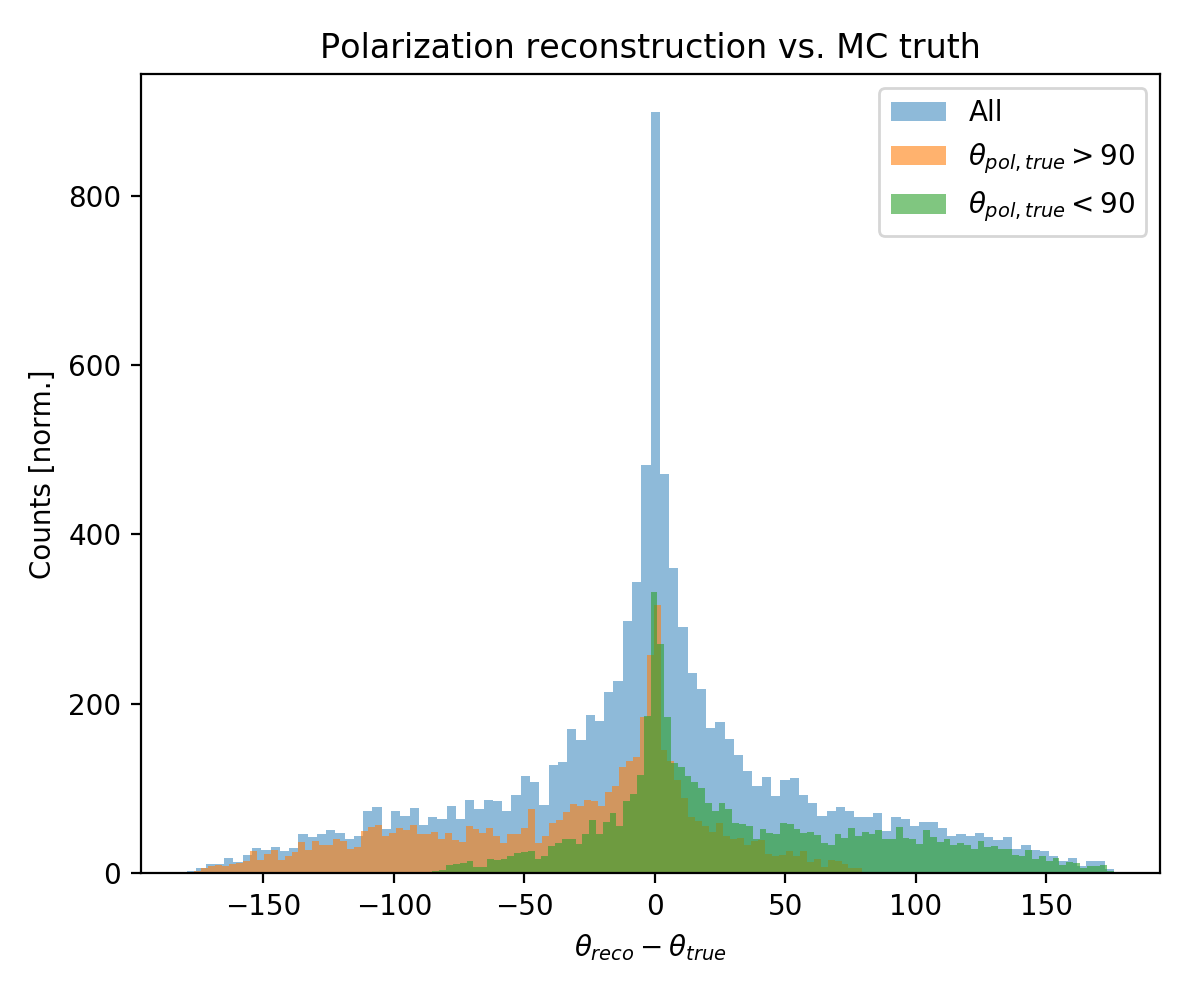 Polarization reconstruction vs. MC truth
All
θ_{pol, true} > 90
θ_{pol, true} < 90
Counts [norm.]
800
600
400
200
0
−150 −100 −50 0 50 100 150
θ_{reco} − θ_{true}